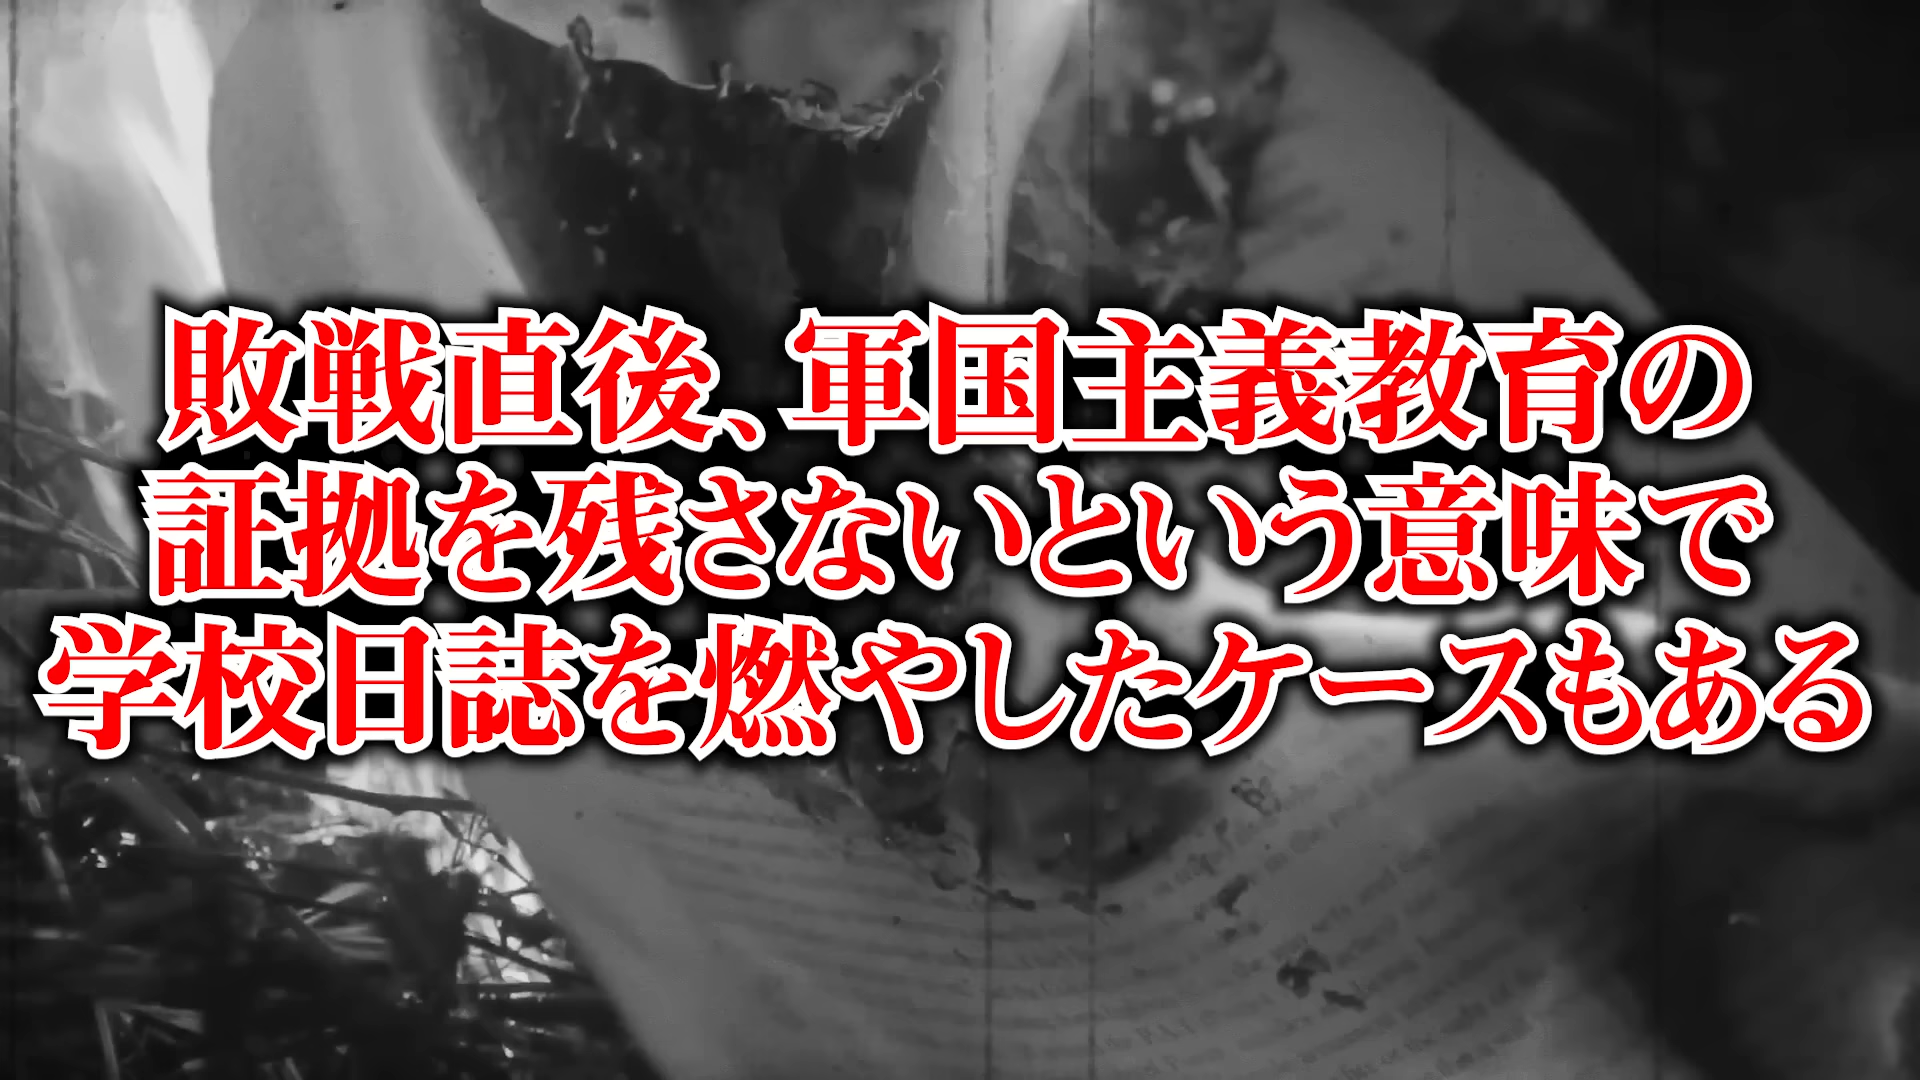 敗戦直後、軍国主義教育の
証拠を残さないという意味で
学校日誌を燃やしたケースもある